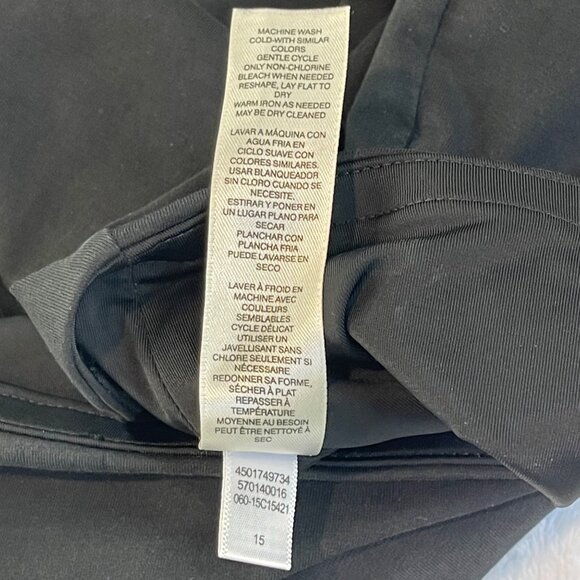 MACHINE WASH
COLD-WITH SIMILAR
COLORS
GENTLE CYCLE
ONLY NON-CHLORINE
BLEACH WHEN NEEDED
RESHAPE, LAY FLAT TO
DRY
WARM IRON AS NEEDED
MAY BE DRY CLEANED
LAVAR A MÁQUINA CON
AGUA FRIA EN
CICLO SUAVE CON
COLORES SIMILARES.
USAR BLANQUEADOR
SIN CLORO CUANDO SE
NECESITE,
ESTIRAR Y PONER EN
UN LUGAR PLANO PARA
SECAR
PLANCHAR CON
PLANCHA FRIA
PUEDE LAVARSE EN
SECO
LAVER À FROID EN
MACHINE AVEC
COULEURS
SEMBLABLES
CYCLE DÉLICAT
UTILISER UN
JAVELLISANT SANS
CHLORE SEULEMENT SI
NÉCESSAIRE
REDONNER SA FORME,
SÉCHER À PLAT
REPASSER À
TEMPÉRATURE
MOYENNE AU BESOIN
PEUT ÊTRE NETTOYÉ À
SEC
4501749734
570140016
060-15C15421
15